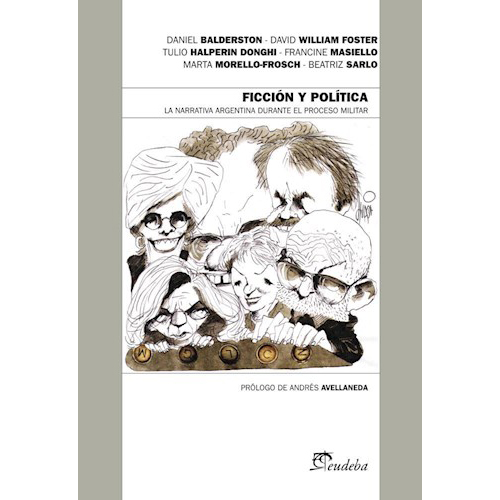 DANIEL BALDERSTON - DAVID WILLIAM FOSTER
TULIO HALPERIN DONGHI - FRANCINE MASIELLO
MARTA MORELLO-FROSCH - BEATRIZ SARLO
FICCIÓN Y POLÍTICA
LA NARRATIVA ARGENTINA DURANTE EL PROCESO MILITAR
PRÓLOGO DE ANDRÉS AVELLANEDA
Eudeba